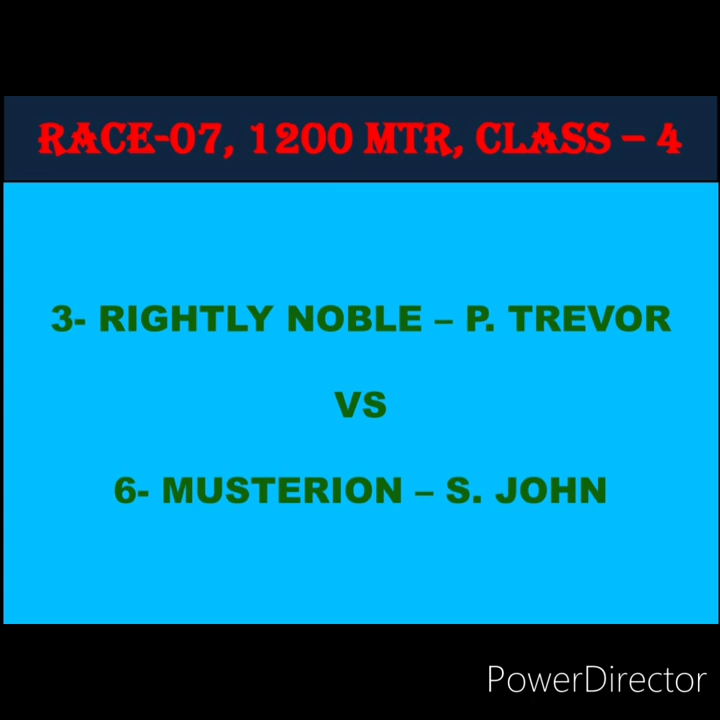 RACE-07, 1200 MTR, CLASS – 4
3- RIGHTLY NOBLE – P. TREVOR
VS
6- MUSTERION – S. JOHN
PowerDirector